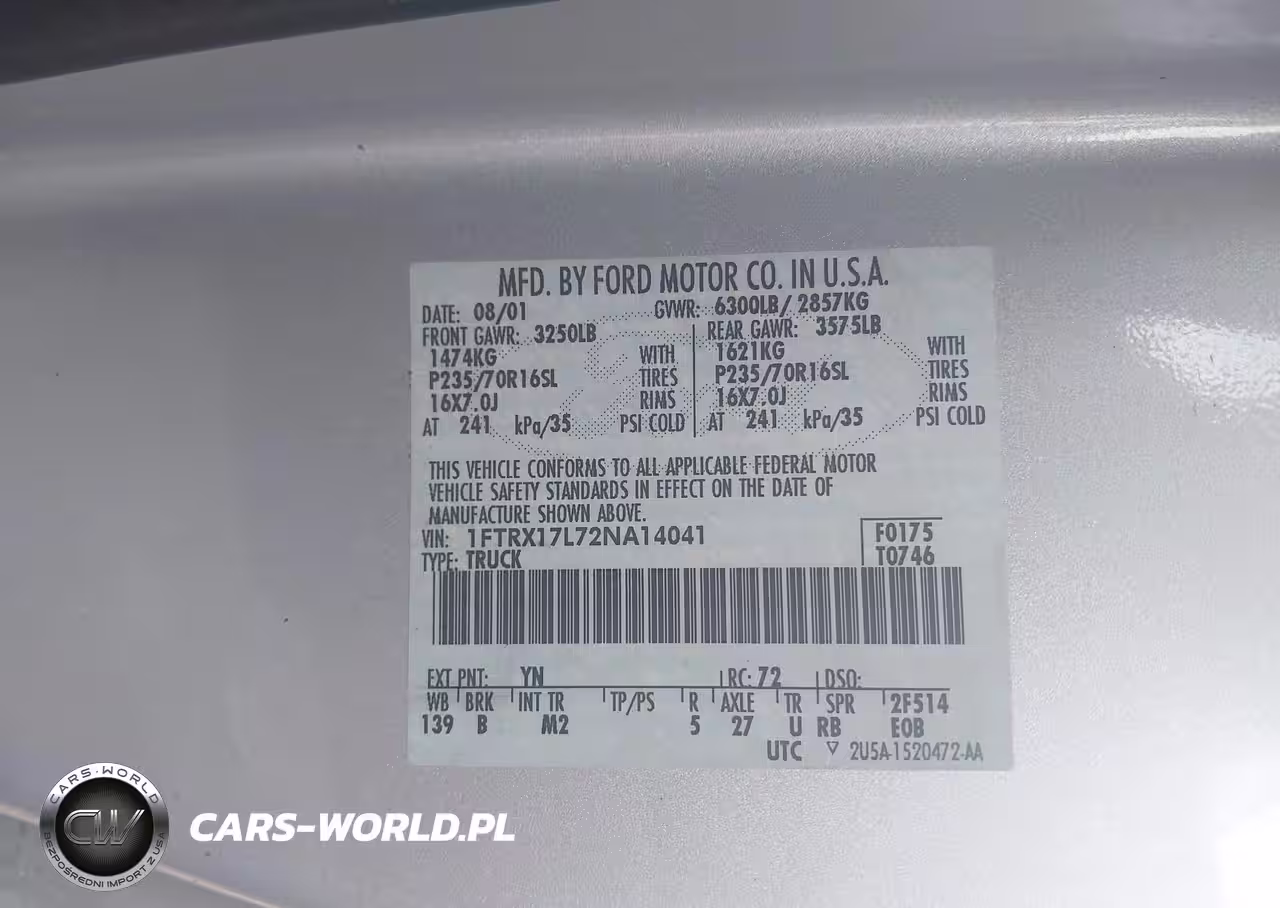 MFD. BY FORD MOTOR CO. IN U.S.A.
DATE: 08/01 GVWR: 6300LB/ 2857KG
FRONT GAWR: 3250LB REAR GAWR: 3575LB
1474KG WITH 1621KG WITH
P235/70R16SL TIRES P235/70R16SL TIRES
16X7.0J RIMS 16X7.0J RIMS
AT 241 kPa/35 PSI COLD AT 241 kPa/35 PSI COLD
THIS VEHICLE CONFORMS TO ALL APPLICABLE FEDERAL MOTOR
VEHICLE SAFETY STANDARDS IN EFFECT ON THE DATE OF
MANUFACTURE SHOWN ABOVE.
VIN: 1FTRX17L72NA14041 F0175
TYPE: TRUCK T0746
EXT PNT: YN RC: 72 DSO:
WB BRK INT TR TP/PS R AXLE TR SPR 2F514
139 B M2 5 27 U RB E0B
UTC ▽ 2U5A-1520472-AA
CARS-WORLD
CW
BEZPOŚREDNI IMPORT Z USA
CARS-WORLD.PL